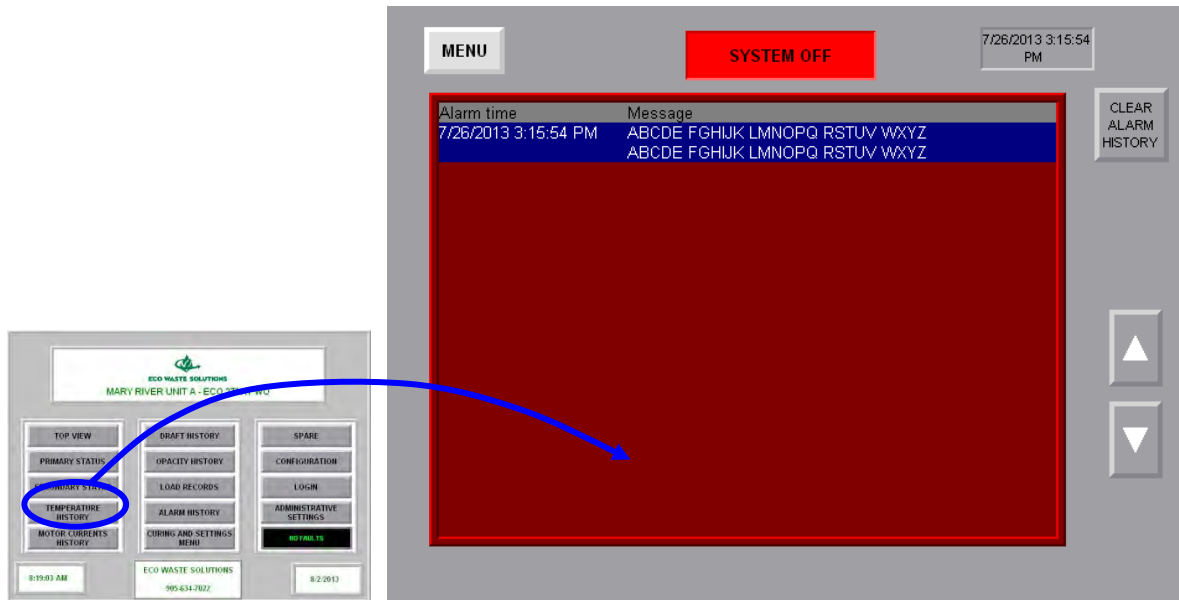 MENU
SYSTEM OFF
7/26/2013 3:15:54
PM
CLEAR
ALARM
HISTORY
Alarm time Message
7/26/2013 3:15:54 PM ABCDE FGHIJK LMNOPQ RSTUV WXYZ
ABCDE FGHIJK LMNOPQ RSTUV WXYZ
ECO WASTE SOLUTIONS
MARY RIVER UNIT A - ECO
TOP VIEW
DRAFT HISTORY
SPARE
PRIMARY STATUS
OPACITY HISTORY
CONFIGURATION
SECONDARY STATUS
LOAD RECORDS
LOGIN
TEMPERATURE
HISTORY
ALARM HISTORY
ADMINISTRATIVE
SETTINGS
MOTOR CURRENTS
HISTORY
CURING AND SETTINGS
MENU
NO FAULTS
8:19:03 AM
ECO WASTE SOLUTIONS
905-634-7022
8/2/2013